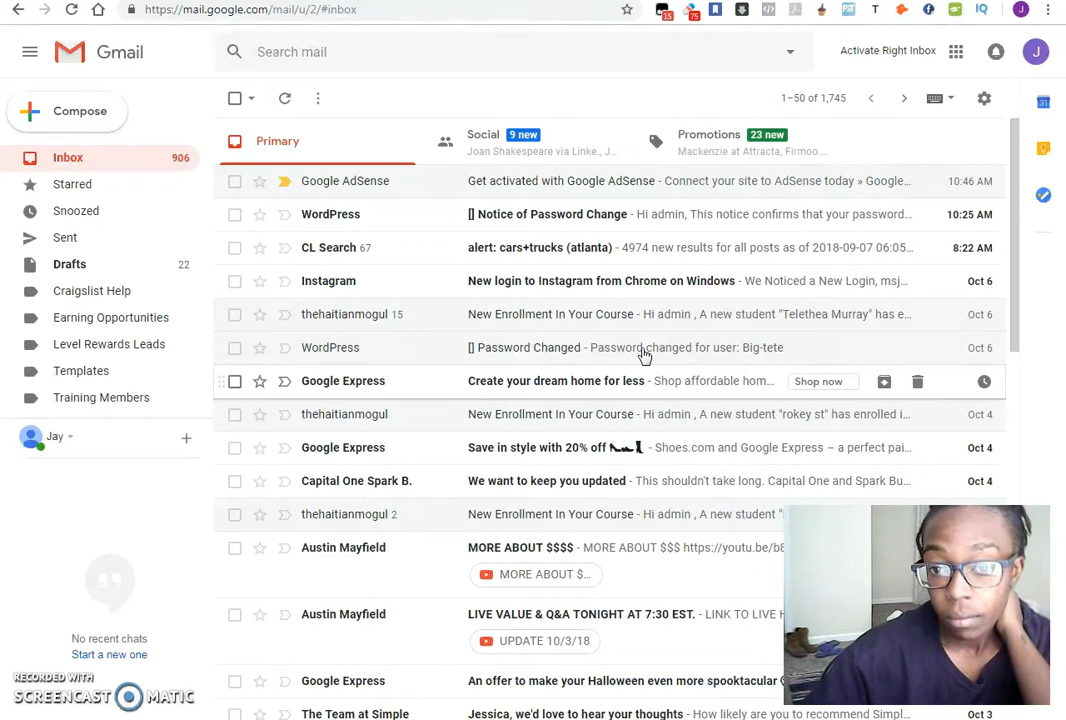 https://mail.google.com/mail/u/2/#inbox
15
75
PST
T
f
IQ
J
Gmail
Search mail
Activate Right Inbox
J
Compose
1–50 of 1,745
31
Primary
Social 9 new
Joan Shakespeare via Linke., J...
Promotions 23 new
Mackenzie at Attracta, Firmoo...
Inbox 906
Starred
Snoozed
Sent
Drafts 22
Craigslist Help
Earning Opportunities
Level Rewards Leads
Templates
Training Members
Jay
Google AdSense Get activated with Google AdSense - Connect your site to AdSense today » Google... 10:46 AM
WordPress [] Notice of Password Change - Hi admin, This notice confirms that your password... 10:25 AM
CL Search 67 alert: cars+trucks (atlanta) - 4974 new results for all posts as of 2018-09-07 06:05... 8:22 AM
Instagram New login to Instagram from Chrome on Windows - We Noticed a New Login, msj... Oct 6
thehaitianmogul 15 New Enrollment In Your Course - Hi admin , A new student "Telethea Murray" has e... Oct 6
WordPress [] Password Changed - Password changed for user: Big-tete Oct 6
Google Express Create your dream home for less - Shop affordable hom... Shop now
thehaitianmogul New Enrollment In Your Course - Hi admin , A new student "rokey st" has enrolled i... Oct 4
Google Express Save in style with 20% off - Shoes.com and Google Express – a perfect pai... Oct 4
Capital One Spark B. We want to keep you updated - This shouldn't take long. Capital One and Spark Bu... Oct 4
thehaitianmogul 2 New Enrollment In Your Course - Hi admin , A new student "
Austin Mayfield MORE ABOUT $$$$ - MORE ABOUT $$$ https://youtu.be/b8
MORE ABOUT $...
Austin Mayfield LIVE VALUE & Q&A TONIGHT AT 7:30 EST. - LINK TO LIVE H
UPDATE 10/3/18
Google Express An offer to make your Halloween even more spooktacular
The Team at Simple Jessica, we'd love to hear your thoughts - How likely are you to recommend Simpl... Oct 3
No recent chats
Start a new one
RECORDED WITH
SCREENCAST MATIC